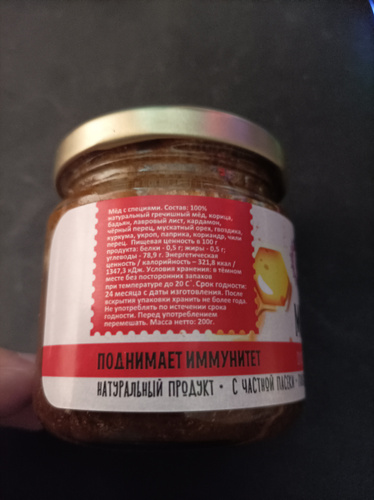 Мёд с специями. Состав: 100%
натуральный гречишный мёд, корица,
бадьян, лавровый лист, кардамон,
чёрный перец, мускатный орех, гвоздика,
куркума, укроп, паприка, кориандр, чили
перец. Пищевая ценность в 100 г
продукта: белки - 0,5 г; жиры - 0,5 г;
углеводы - 78,9 г. Энергетическая
ценность / калорийность – 321,8 ккал /
1347,3 кДж. Условия хранения: в тёмном
месте без посторонних запахов
при температуре до 20 С˚. Срок годности:
24 месяца с даты изготовления. После
вскрытия упаковки хранить не более года.
Не употреблять по истечения срока
годности. Перед употреблением
перемешать. Масса нетто: 200г.
ПОДНИМАЕТ ИММУНИТЕТ
НАТУРАЛЬНЫЙ ПРОДУКТ • С ЧАСТНОЙ ПАСЕКИ •